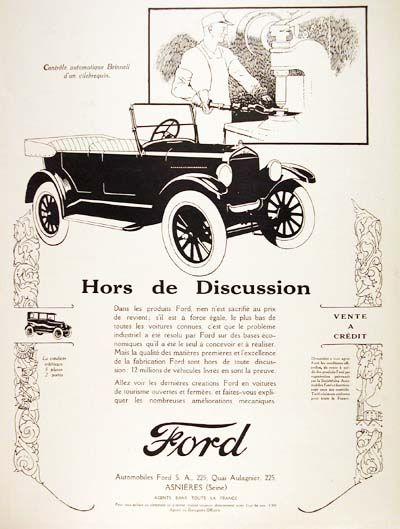 Contrôle automatique Brinnell
d'un vilebrequin.
Hors de Discussion
Dans les produits Ford, rien n'est sacrifié au prix
de revient; s'il est à force égale, le plus bas de
toutes les voitures connues, c'est que le problème
industriel a été résolu par Ford sur des bases éco-
nomiques qu'il a été le seul à concevoir et à réaliser.
Mais la qualité des matières premières et l'excellence
de la fabrication Ford sont hors de toute discus-
sion: 12 millions de véhicules livrés en sont la preuve.
Allez voir les dernières créations Ford en voitures
de tourisme ouvertes et fermées, et faites-vous expli-
quer les nombreuses améliorations mécaniques
La conduite
intérieure
5 places
2 portes
VENTE
A
CRÉDIT
Ford
Automobiles Ford S. A., 225, Quai Aulagnier, 225,
ASNIÈRES (Seine)
AGENTS DANS TOUTE LA FRANCE